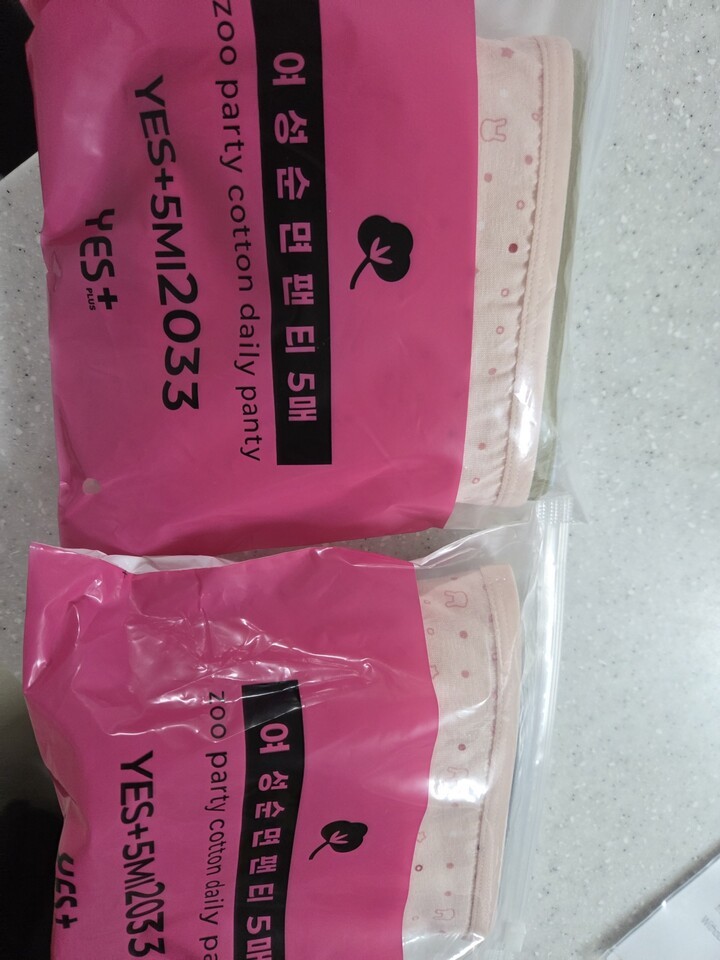 여성순면팬티 5매
zoo party cotton daily panty
YES+5MI2033
YES+
PLUS
여성순면팬티 5매
zoo party cotton daily pa
YES+5MI2033
YES+